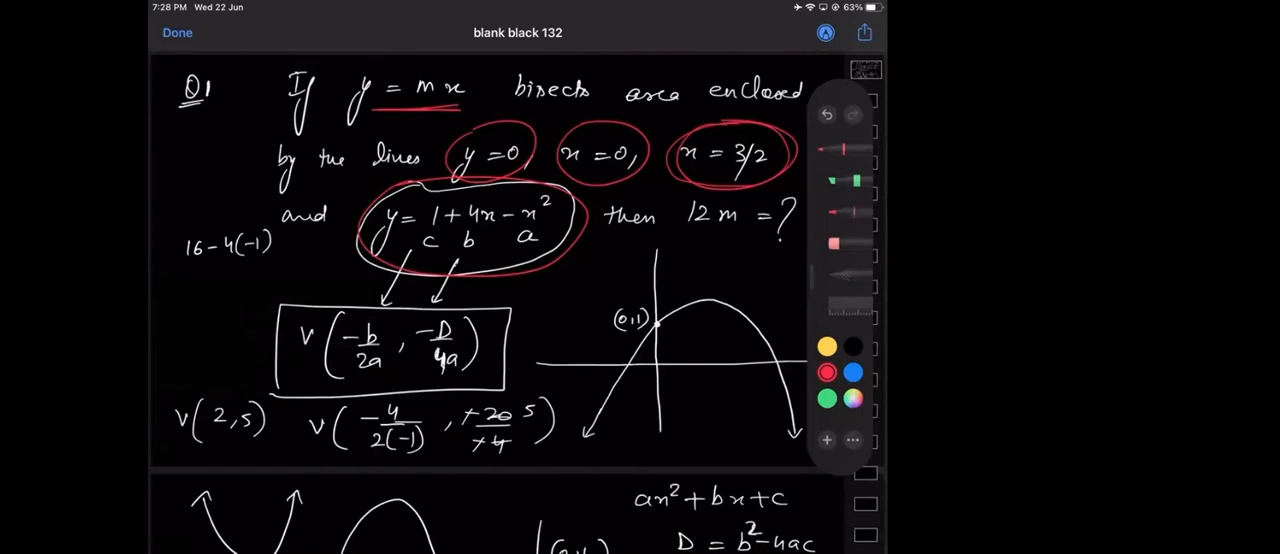 7:28 PM Wed 22 Jun
63%
Done
blank black 132
Q1 If y = mx bisects area enclosed
by the lines y = 0, x = 0, x = 3/2
and y = 1 + 4x - x² then 12m = ?
c b a
16 - 4(-1)
V(-b/2a, -D/4a)
(0,1)
V(2,5) V(-4/2(-1), -20/-4 5)
ax² + bx + c
D = b² - 4ac